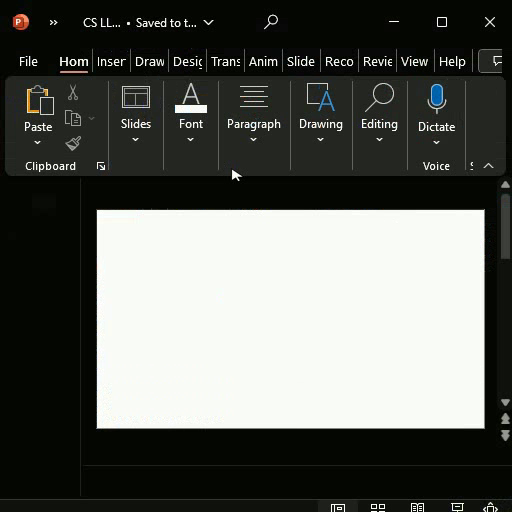 P
CS LL... • Saved to t...
File Hom Inser Draw Desig Trans Anim Slide Reco Revie View Help
Paste
Slides
Font
Paragraph
Drawing
Editing
Dictate
Clipboard
Voice